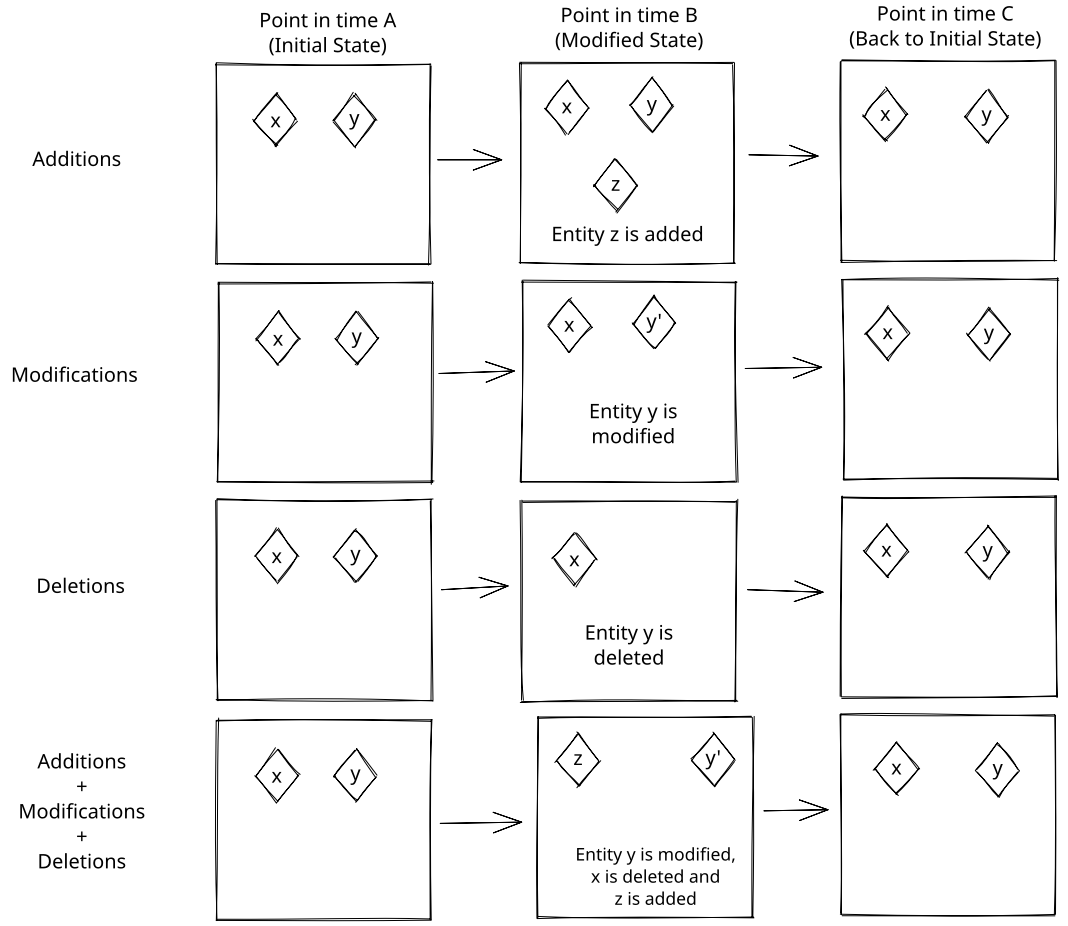 Point in time A
(Initial State)
Point in time B
(Modified State)
Point in time C
(Back to Initial State)
Additions
x
y
x
y
z
Entity z is added
x
y
Modifications
x
y
x
y'
Entity y is
modified
x
y
Deletions
x
y
x
Entity y is
deleted
x
y
Additions
+
Modifications
+
Deletions
x
y
z
y'
Entity y is modified,
x is deleted and
z is added
x
y